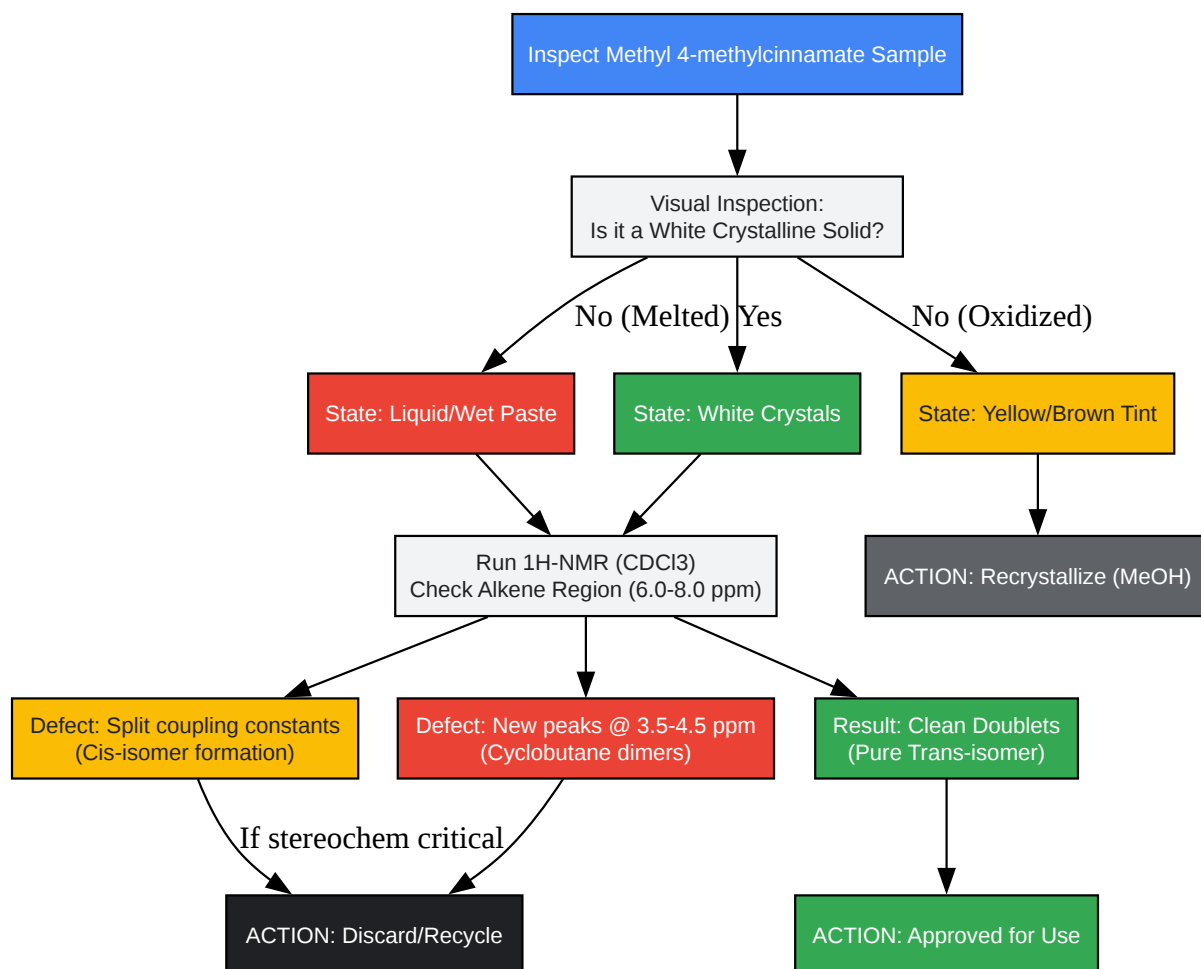 Inspect Methyl 4-methylcinnamate Sample
Visual Inspection:
Is it a White Crystalline Solid?
No (Melted)
Yes
No (Oxidized)
State: Liquid/Wet Paste
State: White Crystals
State: Yellow/Brown Tint
Run 1H-NMR (CDCl3)
Check Alkene Region (6.0-8.0 ppm)
ACTION: Recrystallize (MeOH)
Defect: Split coupling constants
(Cis-isomer formation)
Defect: New peaks @ 3.5-4.5 ppm
(Cyclobutane dimers)
Result: Clean Doublets
(Pure Trans-isomer)
If stereochem critical
ACTION: Discard/Recycle
ACTION: Approved for Use